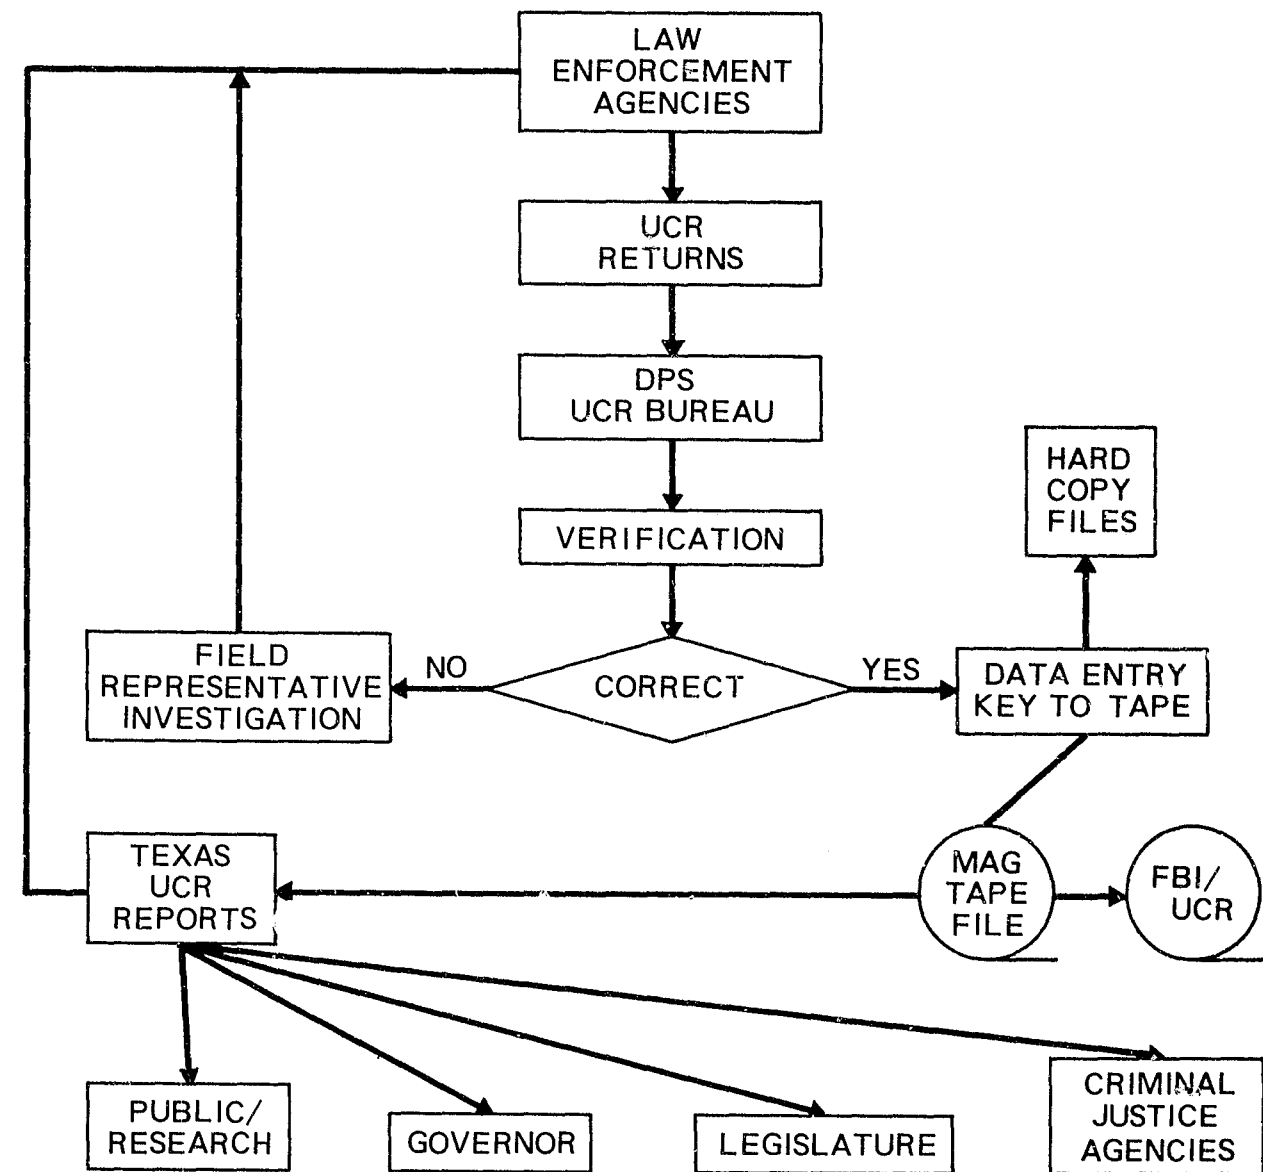 LAW
ENFORCEMENT
AGENCIES
UCR
RETURNS
DPS
UCR BUREAU
VERIFICATION
HARD
COPY
FILES
FIELD
REPRESENTATIVE
INVESTIGATION
NO
CORRECT
YES
DATA ENTRY
KEY TO TAPE
TEXAS
UCR
REPORTS
MAG
TAPE
FILE
FBI/
UCR
PUBLIC/
RESEARCH
GOVERNOR
LEGISLATURE
CRIMINAL
JUSTICE
AGENCIES